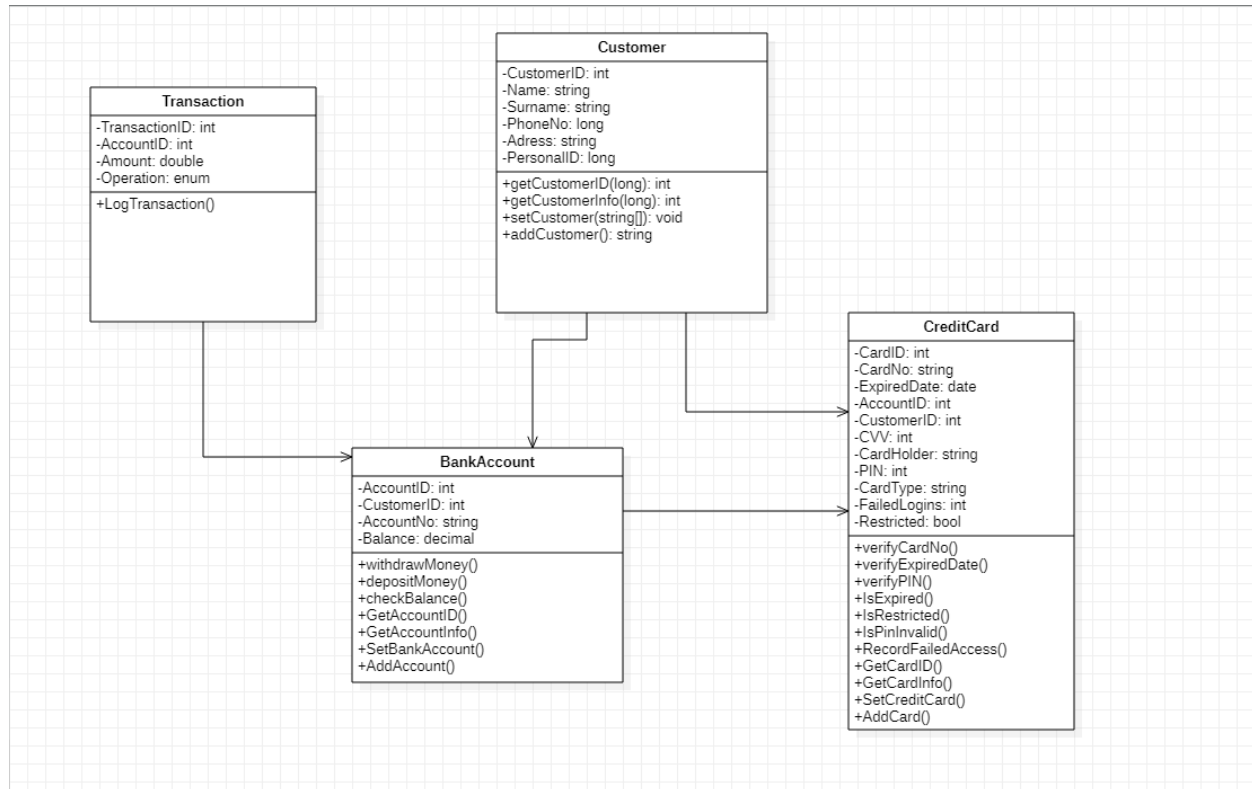 Customer
-CustomerID: int
-Name: string
-Surname: string
-PhoneNo: long
-Adress: string
-PersonalID: long
+getCustomerID(long): int
+getCustomerInfo(long): int
+setCustomer(string[]): void
+addCustomer(): string
Transaction
-TransactionID: int
-AccountID: int
-Amount: double
-Operation: enum
+LogTransaction()
CreditCard
-CardID: int
-CardNo: string
-ExpiredDate: date
-AccountID: int
-CustomerID: int
-CVV: int
-CardHolder: string
-PIN: int
-CardType: string
-FailedLogins: int
-Restricted: bool
+verifyCardNo()
+verifyExpiredDate()
+verifyPIN()
+IsExpired()
+IsRestricted()
+IsPinInvalid()
+RecordFailedAccess()
+GetCardID()
+GetCardInfo()
+SetCreditCard()
+AddCard()
BankAccount
-AccountID: int
-CustomerID: int
-AccountNo: string
-Balance: decimal
+withdrawMoney()
+depositMoney()
+checkBalance()
+GetAccountID()
+GetAccountInfo()
+SetBankAccount()
+AddAccount()